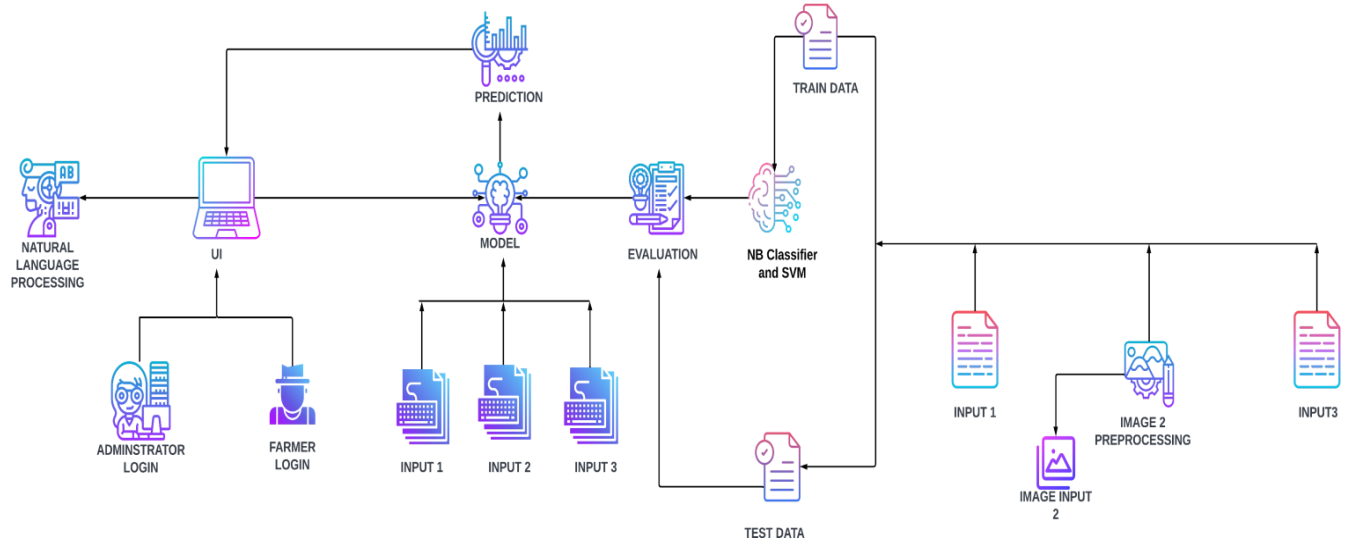 TRAIN DATA
PREDICTION
AB
NATURAL
LANGUAGE
PROCESSING
UI
MODEL
EVALUATION
NB Classifier
and SVM
ADMINSTRATOR
LOGIN
FARMER
LOGIN
INPUT 1
INPUT 2
INPUT 3
INPUT 1
IMAGE 2
PREPROCESSING
INPUT3
IMAGE INPUT
2
TEST DATA